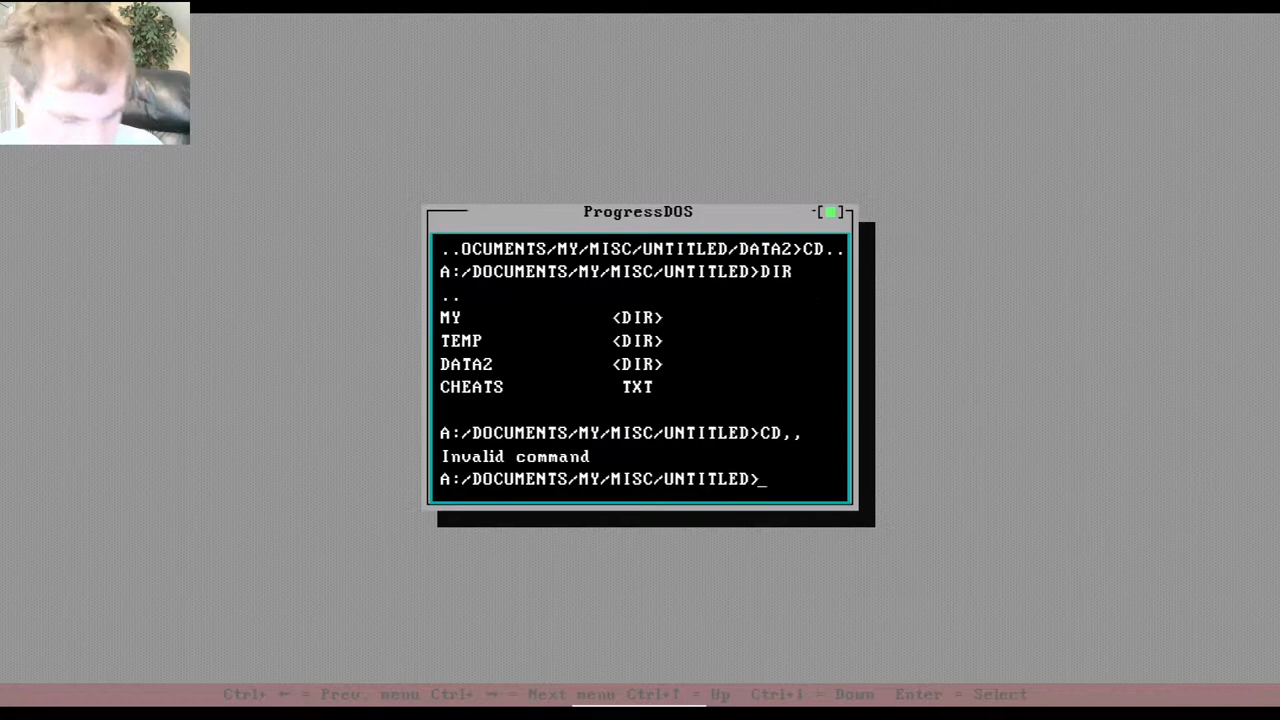 ProgressDOS
-[■]
..OCUMENTS/MY/MISC/UNTITLED/DATA2>CD..
A:/DOCUMENTS/MY/MISC/UNTITLED>DIR
..
MY <DIR>
TEMP <DIR>
DATA2 <DIR>
CHEATS TXT
A:/DOCUMENTS/MY/MISC/UNTITLED>CD,,
Invalid command
A:/DOCUMENTS/MY/MISC/UNTITLED>_
Ctrl+ ← = Prev. menu Ctrl+ → = Next menu Ctrl+↑ = Up Ctrl+↓ = Down Enter = Select